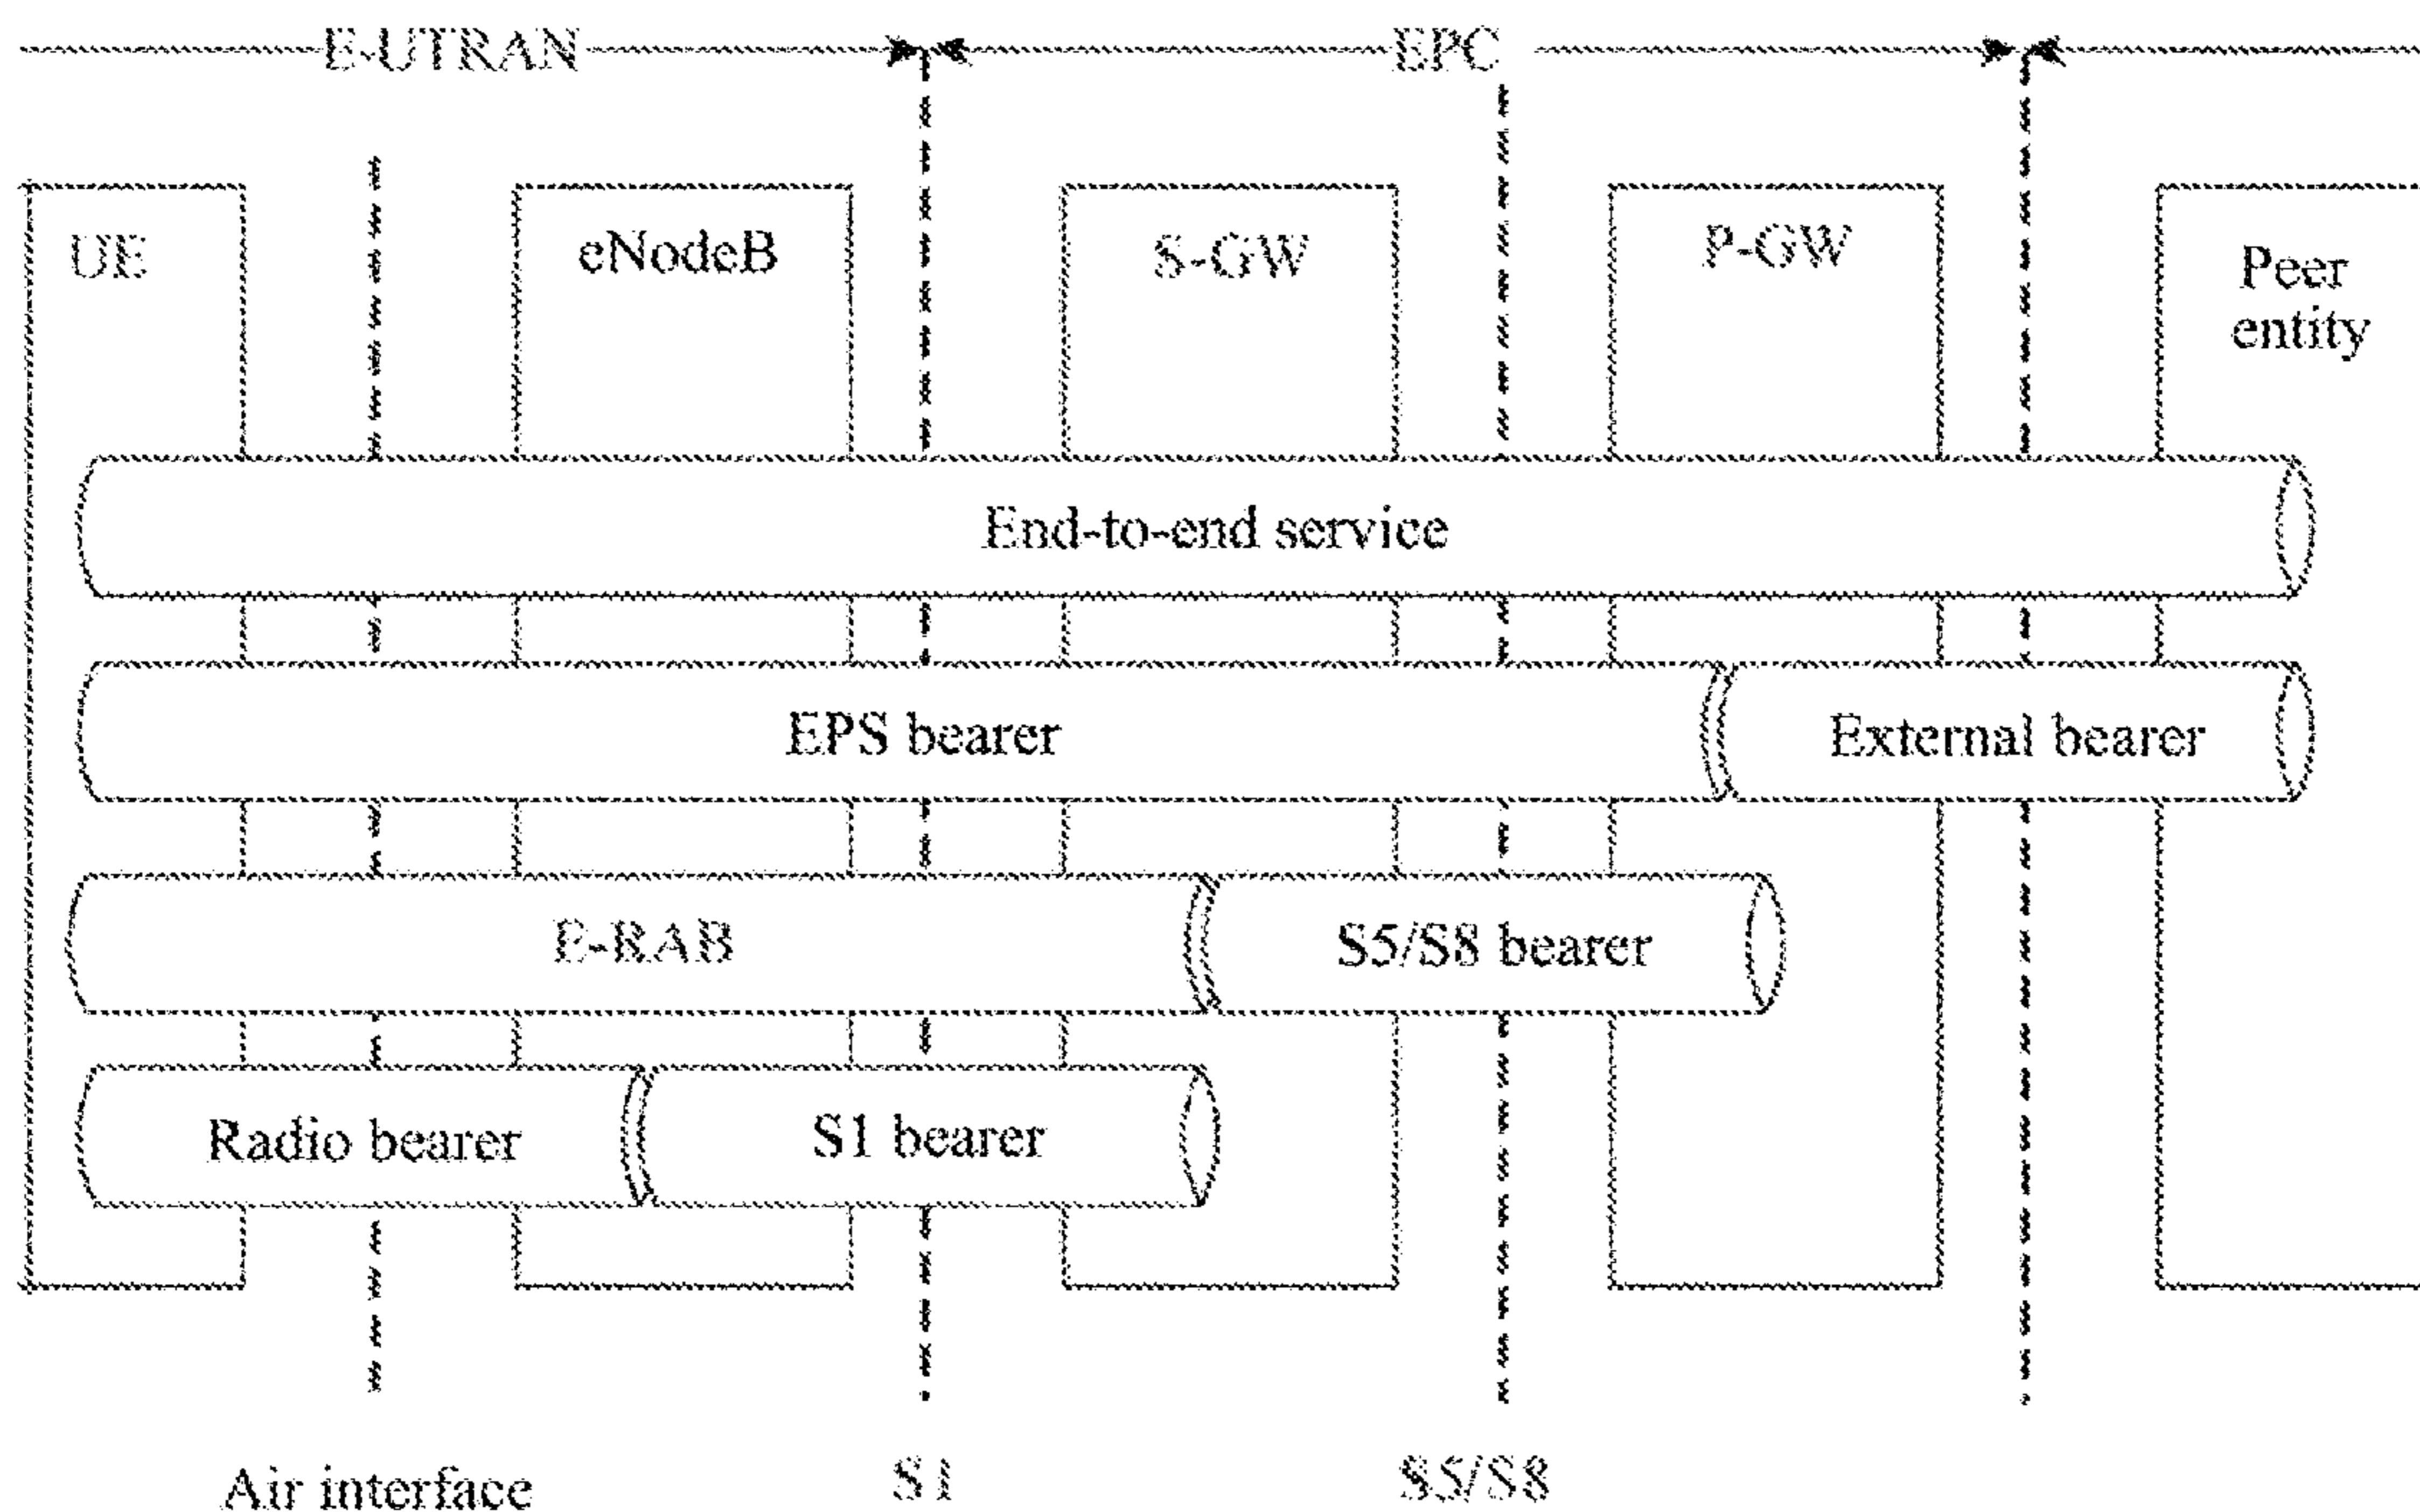 E-UTRAN
EPC
UE
eNodeB
S-GW
P-GW
Peer
entity
End-to-end service
EPS bearer
External bearer
E-RAB
S5/S8 bearer
Radio bearer
S1 bearer
Air interface
S1
S5/S8